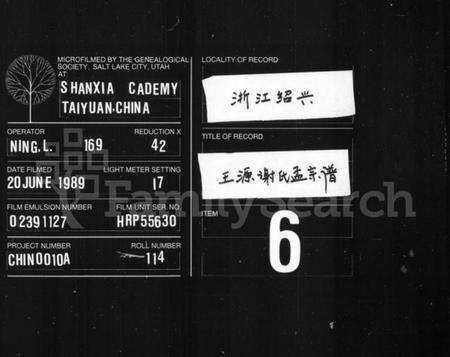 MICROFILMED BY THE GENEALOGICAL
SOCIETY, SALT LAKE CITY, UTAH
AT:
SHANXIA CADEMY
TAIYUAN·CHINA
OPERATOR
NING.L. 169
REDUCTION X
42
DATE FILMED
20 JUNE 1989
LIGHT METER SETTING
17
FILM EMULSION NUMBER
02391127
FILM UNIT SER. NO.
HRP55630
PROJECT NUMBER
CHIN0010A
ROLL NUMBER
114
LOCALITY OF RECORD
浙江绍兴
TITLE OF RECORD
王源谢氏孟宗谱
ITEM
6
FamilySearch